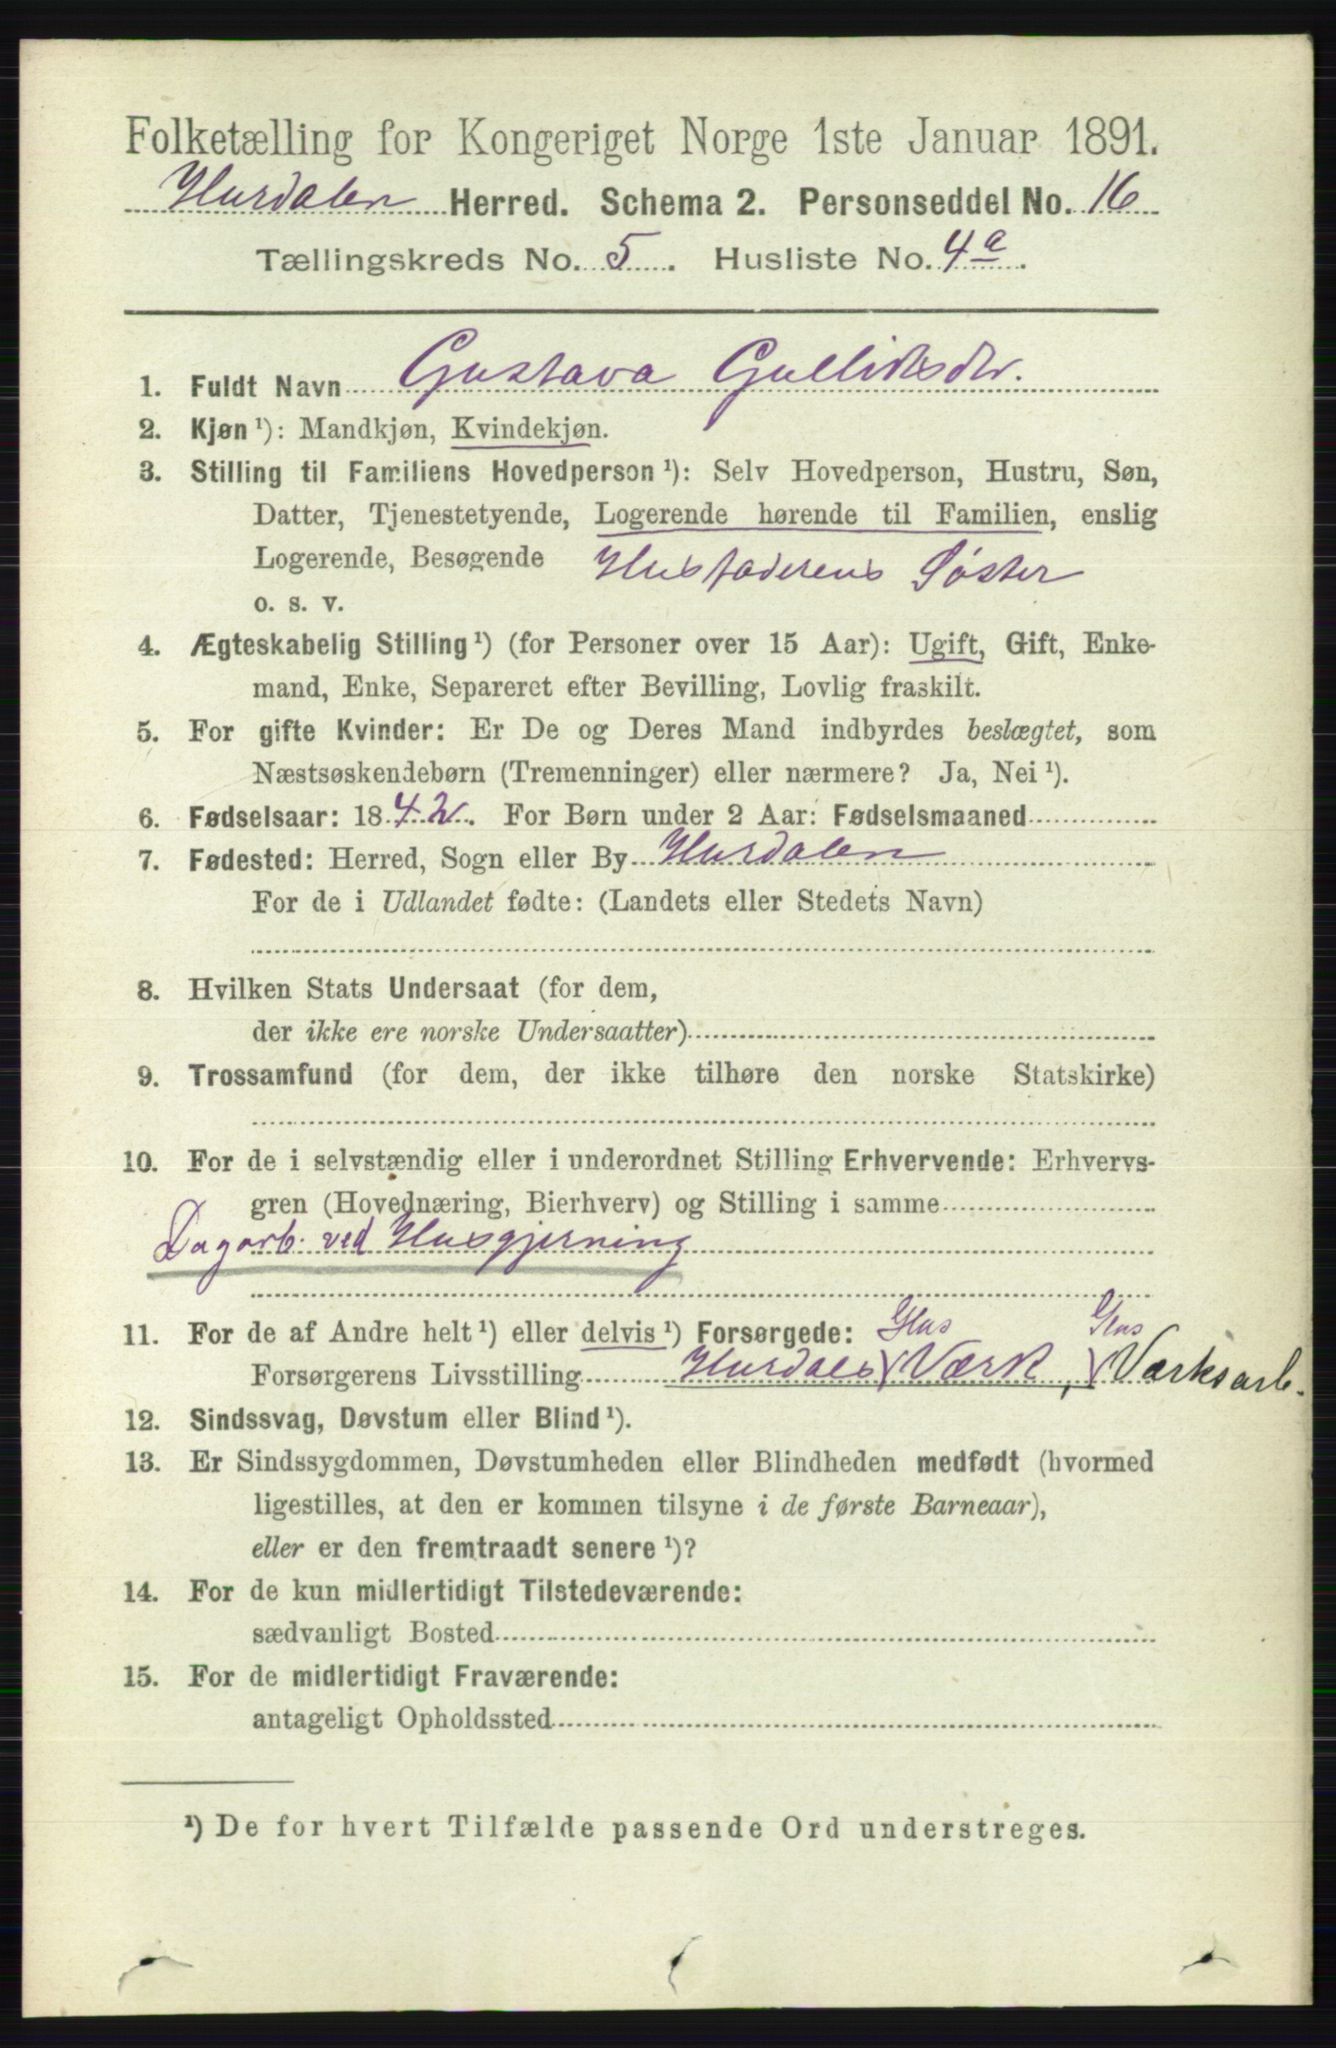 Folketælling for Kongeriget Norge 1ste Januar 1891.
Hurdalen Herred. Schema 2. Personseddel No. 16
Tællingskreds No. 5. Husliste No. 4a.
1. Fuldt Navn Gustava Gulliksdtr.
2. Kjøn ¹): Mandkjøn, Kvindekjøn.
3. Stilling til Familiens Hovedperson ¹): Selv Hovedperson, Hustru, Søn,
Datter, Tjenestetyende, Logerende hørende til Familien, enslig
Logerende, Besøgende Husfaderens Søster
o. s. v.
4. Ægteskabelig Stilling ¹) (for Personer over 15 Aar): Ugift, Gift, Enke-
mand, Enke, Separeret efter Bevilling, Lovlig fraskilt.
5. For gifte Kvinder: Er De og Deres Mand indbyrdes beslægtet, som
Næstsøskendebørn (Tremenninger) eller nærmere? Ja, Nei ¹).
6. Fødselsaar: 1842. For Børn under 2 Aar: Fødselsmaaned
7. Fødested: Herred, Sogn eller By Hurdalen
For de i Udlandet fødte: (Landets eller Stedets Navn)
8. Hvilken Stats Undersaat (for dem,
der ikke ere norske Undersaatter)
9. Trossamfund (for dem, der ikke tilhøre den norske Statskirke)
10. For de i selvstændig eller i underordnet Stilling Erhvervende: Erhvervs-
gren (Hovednæring, Bierhverv) og Stilling i samme
Dagarb. ved Husgjerning
11. For de af Andre helt ¹) eller delvis ¹) Forsørgede: Glas Glas
Forsørgerens Livsstilling Hurdals Værk, Værksarb.
12. Sindssvag, Døvstum eller Blind ¹).
13. Er Sindssygdommen, Døvstumheden eller Blindheden medfødt (hvormed
ligestilles, at den er kommen tilsyne i de første Barneaar),
eller er den fremtraadt senere ¹)?
14. For de kun midlertidigt Tilstedeværende:
sædvanligt Bosted
15. For de midlertidigt Fraværende:
antageligt Opholdssted
¹) De for hvert Tilfælde passende Ord understreges.